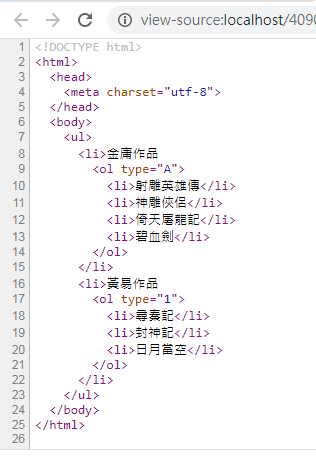 view-source:localhost/4090
1 <!DOCTYPE html>
2 <html>
3 <head>
4 <meta charset="utf-8">
5 </head>
6 <body>
7 <ul>
8 <li>金庸作品
9 <ol type="A">
10 <li>射雕英雄傳</li>
11 <li>神雕俠侶</li>
12 <li>倚天屠龍記</li>
13 <li>碧血劍</li>
14 </ol>
15 </li>
16 <li>黃易作品
17 <ol type="1">
18 <li>尋秦記</li>
19 <li>封神記</li>
20 <li>日月當空</li>
21 </ol>
22 </li>
23 </ul>
24 </body>
25 </html>
26